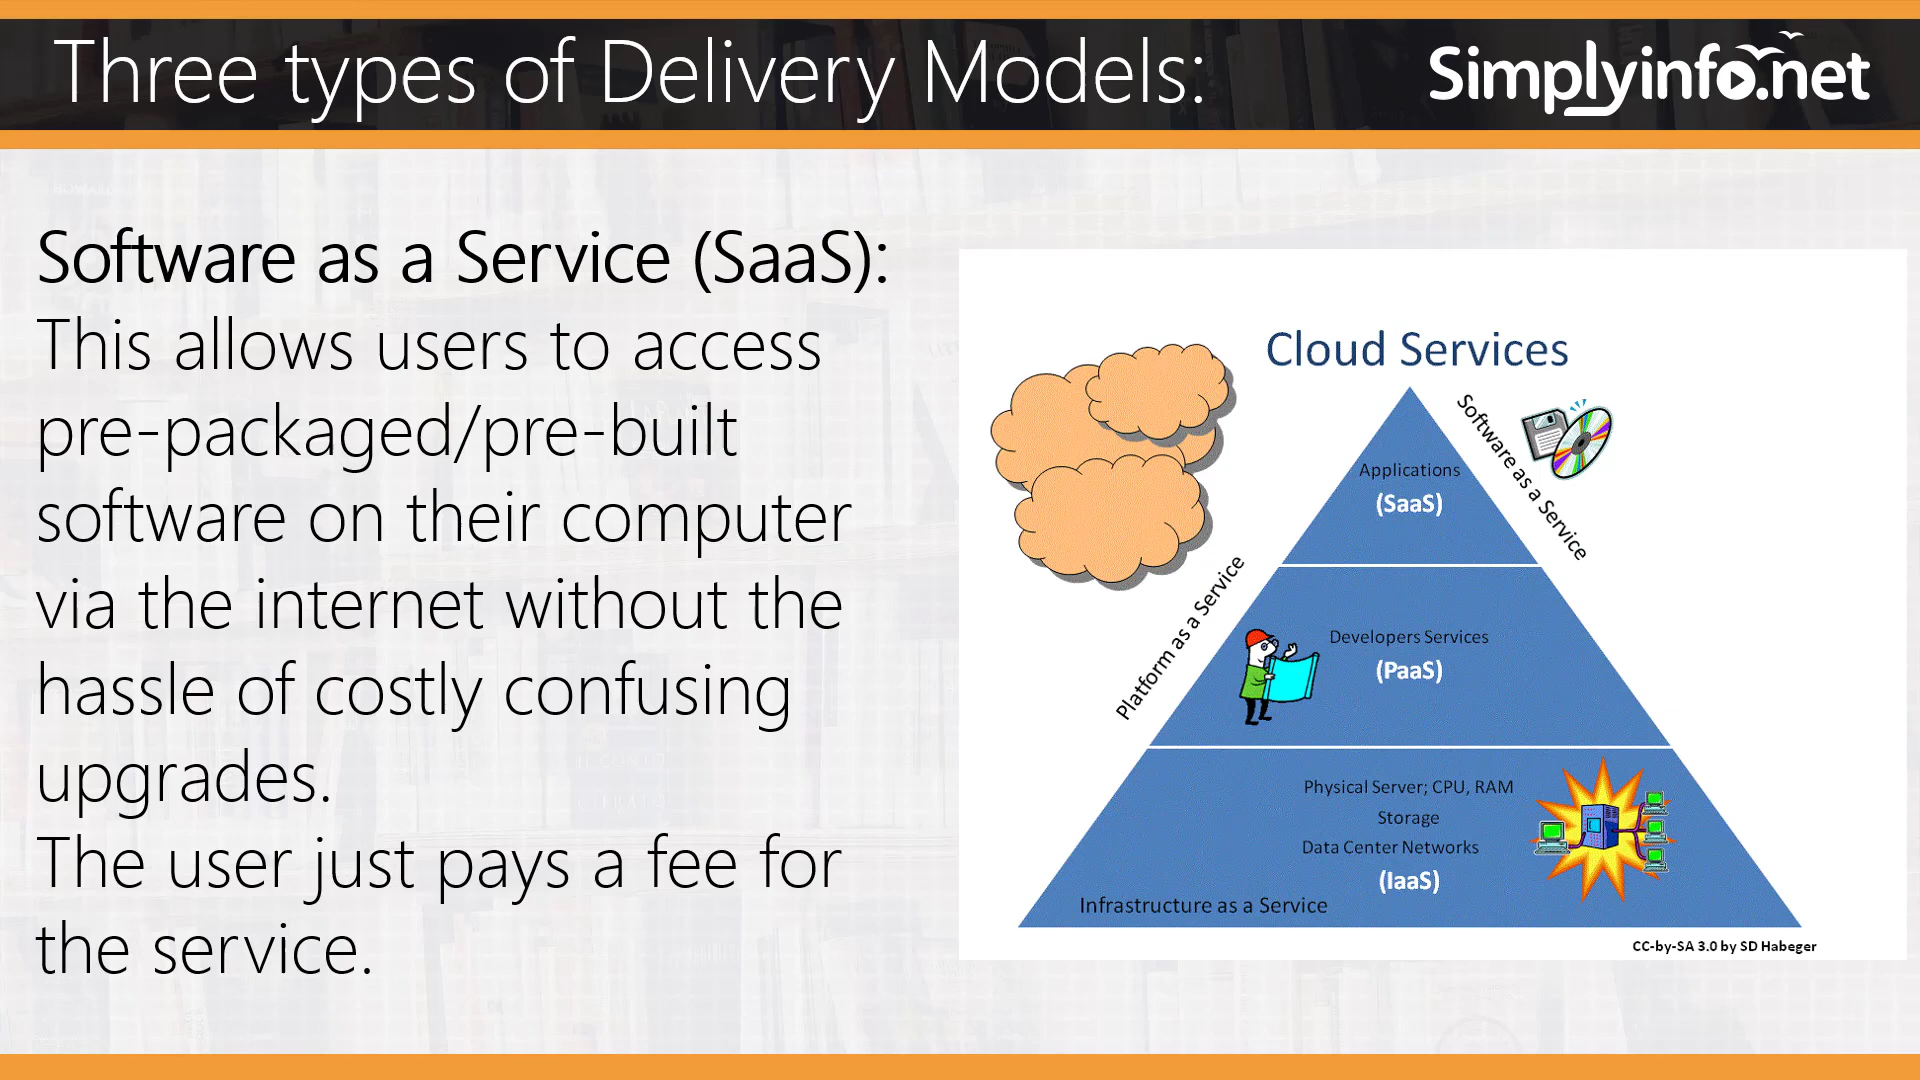 Three types of Delivery Models:
Simplyinfo.net
Software as a Service (SaaS):
This allows users to access
pre-packaged/pre-built
software on their computer
via the internet without the
hassle of costly confusing
upgrades.
The user just pays a fee for
the service.
Cloud Services
Software as a Service
Applications
(SaaS)
Platform as a Service
Developers Services
(PaaS)
Physical Server; CPU, RAM
Storage
Data Center Networks
(IaaS)
Infrastructure as a Service
CC-by-SA 3.0 by SD Habeger